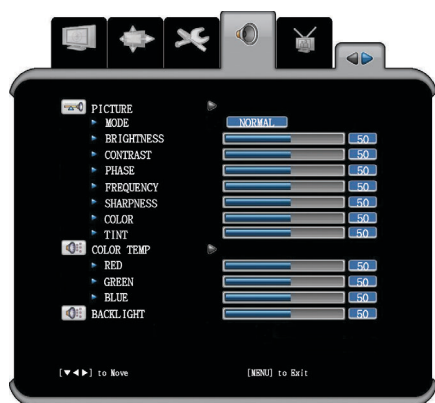 PICTURE
MODE NORMAL
BRIGHTNESS 50
CONTRAST 50
PHASE 50
FREQUENCY 50
SHARPNESS 50
COLOR 50
TINT 50
COLOR TEMP
RED 50
GREEN 50
BLUE 50
BACKLIGHT 50
[▼◀▶] to Move [MENU] to Exit